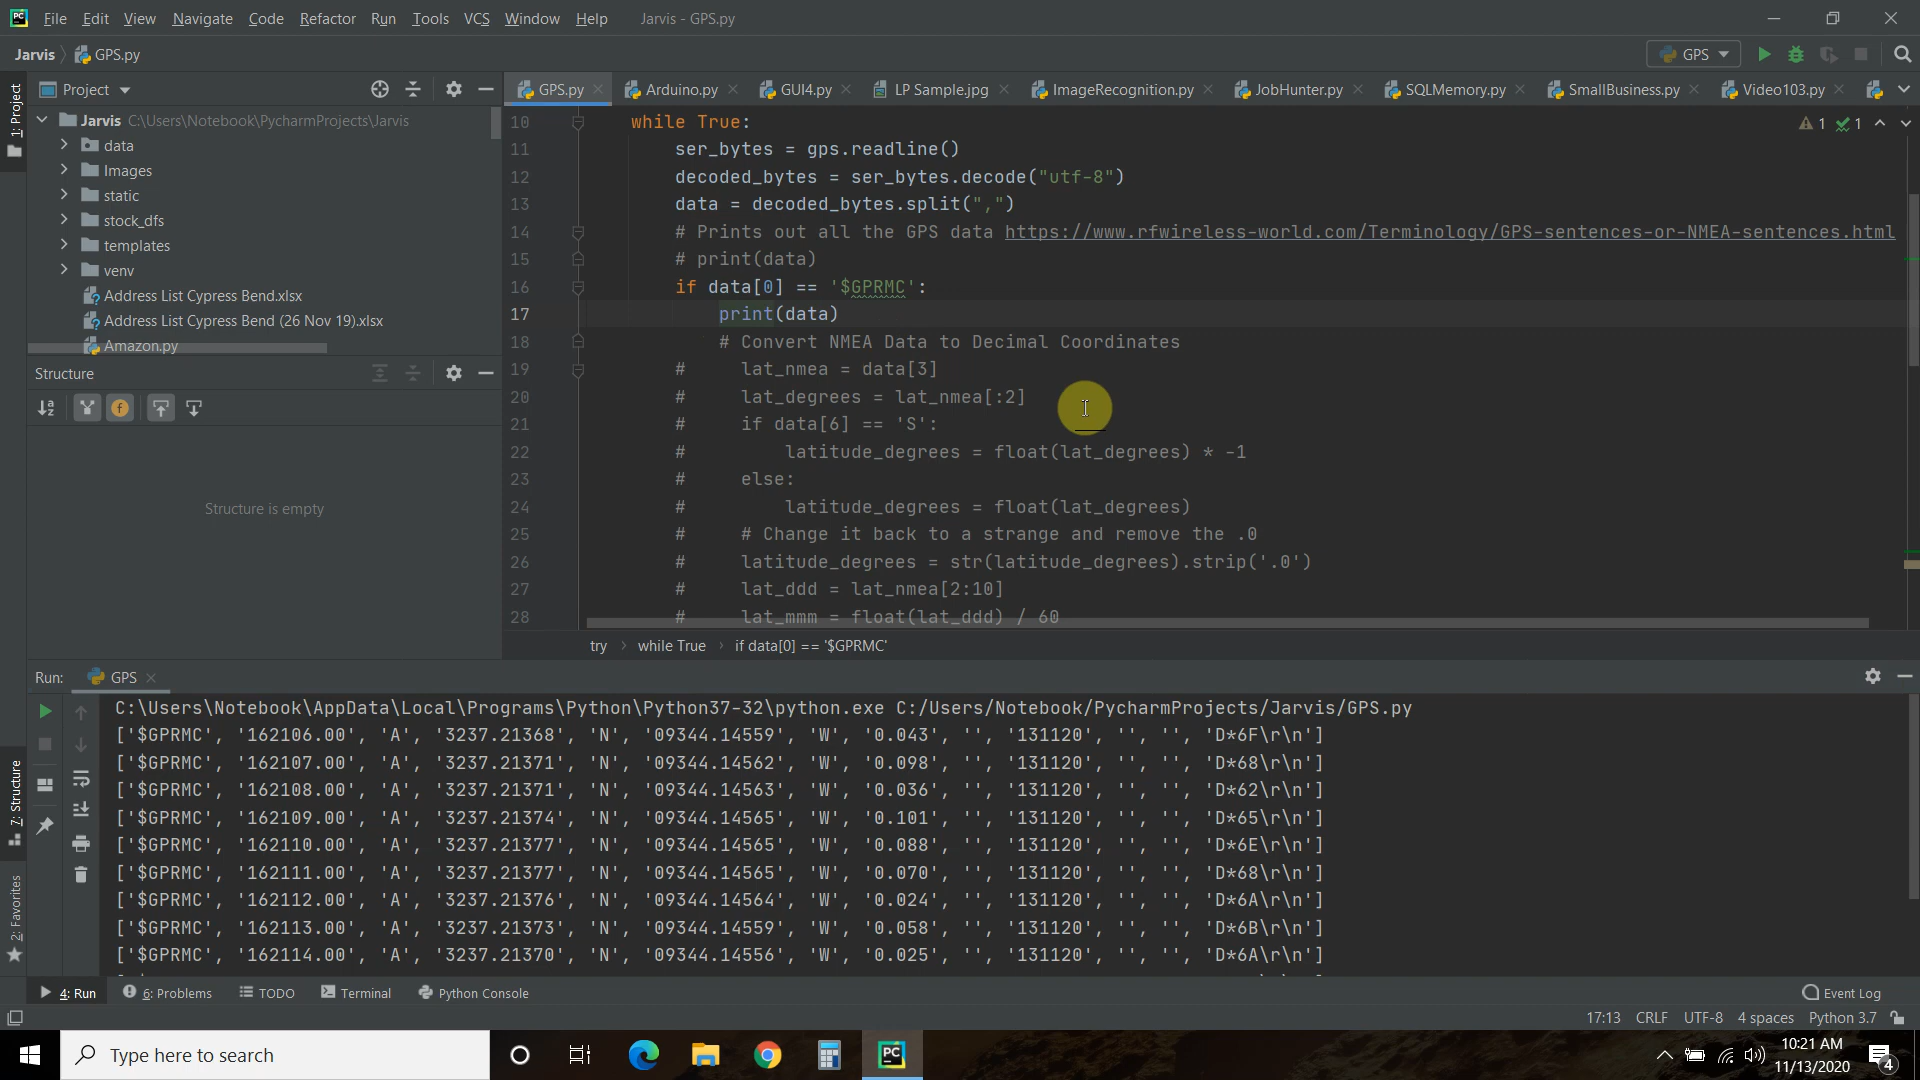 PC File Edit View Navigate Code Refactor Run Tools VCS Window Help Jarvis - GPS.py
Jarvis GPS.py GPS
1: Project
Project
GPS.py Arduino.py GUI4.py LP Sample.jpg ImageRecognition.py JobHunter.py SQLMemory.py SmallBusiness.py Video103.py
Jarvis C:\Users\Notebook\PycharmProjects\Jarvis
data
Images
static
stock_dfs
templates
venv
Address List Cypress Bend.xlsx
Address List Cypress Bend (26 Nov 19).xlsx
Amazon.py
Structure
Structure is empty
1 1
10 while True:
11 ser_bytes = gps.readline()
12 decoded_bytes = ser_bytes.decode("utf-8")
13 data = decoded_bytes.split(",")
14 # Prints out all the GPS data https://www.rfwireless-world.com/Terminology/GPS-sentences-or-NMEA-sentences.html
15 # print(data)
16 if data[0] == '$GPRMC':
17 print(data)
18 # Convert NMEA Data to Decimal Coordinates
19 # lat_nmea = data[3]
20 # lat_degrees = lat_nmea[:2]
21 # if data[6] == 'S':
22 # latitude_degrees = float(lat_degrees) * -1
23 # else:
24 # latitude_degrees = float(lat_degrees)
25 # # Change it back to a strange and remove the .0
26 # latitude_degrees = str(latitude_degrees).strip('.0')
27 # lat_ddd = lat_nmea[2:10]
28 # lat_mmm = float(lat_ddd) / 60
try while True if data[0] == '$GPRMC'
Run: GPS
C:\Users\Notebook\AppData\Local\Programs\Python\Python37-32\python.exe C:/Users/Notebook/PycharmProjects/Jarvis/GPS.py
['$GPRMC', '162106.00', 'A', '3237.21368', 'N', '09344.14559', 'W', '0.043', '', '131120', '', '', 'D*6F\r\n']
['$GPRMC', '162107.00', 'A', '3237.21371', 'N', '09344.14562', 'W', '0.098', '', '131120', '', '', 'D*68\r\n']
['$GPRMC', '162108.00', 'A', '3237.21371', 'N', '09344.14563', 'W', '0.036', '', '131120', '', '', 'D*62\r\n']
['$GPRMC', '162109.00', 'A', '3237.21374', 'N', '09344.14565', 'W', '0.101', '', '131120', '', '', 'D*65\r\n']
['$GPRMC', '162110.00', 'A', '3237.21377', 'N', '09344.14565', 'W', '0.088', '', '131120', '', '', 'D*6E\r\n']
['$GPRMC', '162111.00', 'A', '3237.21377', 'N', '09344.14565', 'W', '0.070', '', '131120', '', '', 'D*68\r\n']
['$GPRMC', '162112.00', 'A', '3237.21376', 'N', '09344.14564', 'W', '0.024', '', '131120', '', '', 'D*6A\r\n']
['$GPRMC', '162113.00', 'A', '3237.21373', 'N', '09344.14559', 'W', '0.058', '', '131120', '', '', 'D*6B\r\n']
['$GPRMC', '162114.00', 'A', '3237.21370', 'N', '09344.14556', 'W', '0.025', '', '131120', '', '', 'D*6A\r\n']
7: Structure
2: Favorites
4: Run 6: Problems TODO Terminal Python Console Event Log
17:13 CRLF UTF-8 4 spaces Python 3.7
Type here to search
PC
10:21 AM
11/13/2020
4